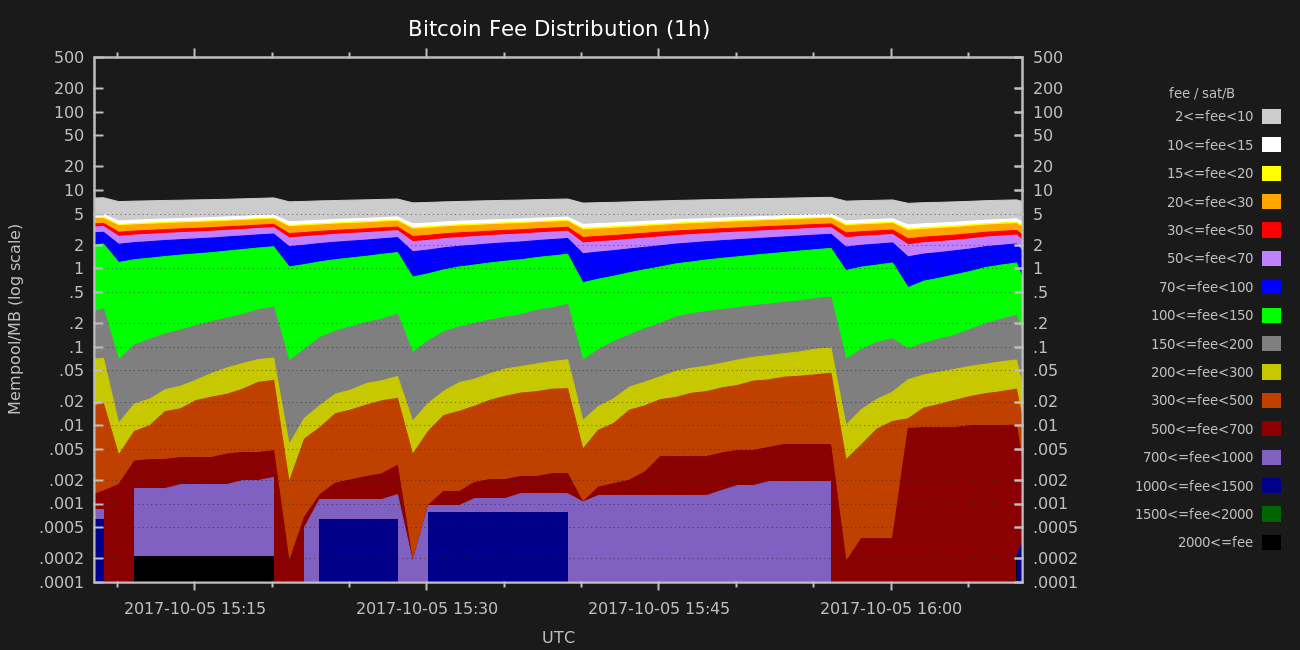 Bitcoin Fee Distribution (1h)
500 500
200 200
100 100
50 50
20 20
10 10
5 5
2 2
1 1
.5 .5
.2 .2
.1 .1
.05 .05
.02 .02
.01 .01
.005 .005
.002 .002
.001 .001
.0005 .0005
.0002 .0002
.0001 .0001
Mempool/MB (log scale)
2017-10-05 15:15 2017-10-05 15:30 2017-10-05 15:45 2017-10-05 16:00
UTC
fee / sat/B
2<=fee<10
10<=fee<15
15<=fee<20
20<=fee<30
30<=fee<50
50<=fee<70
70<=fee<100
100<=fee<150
150<=fee<200
200<=fee<300
300<=fee<500
500<=fee<700
700<=fee<1000
1000<=fee<1500
1500<=fee<2000
2000<=fee